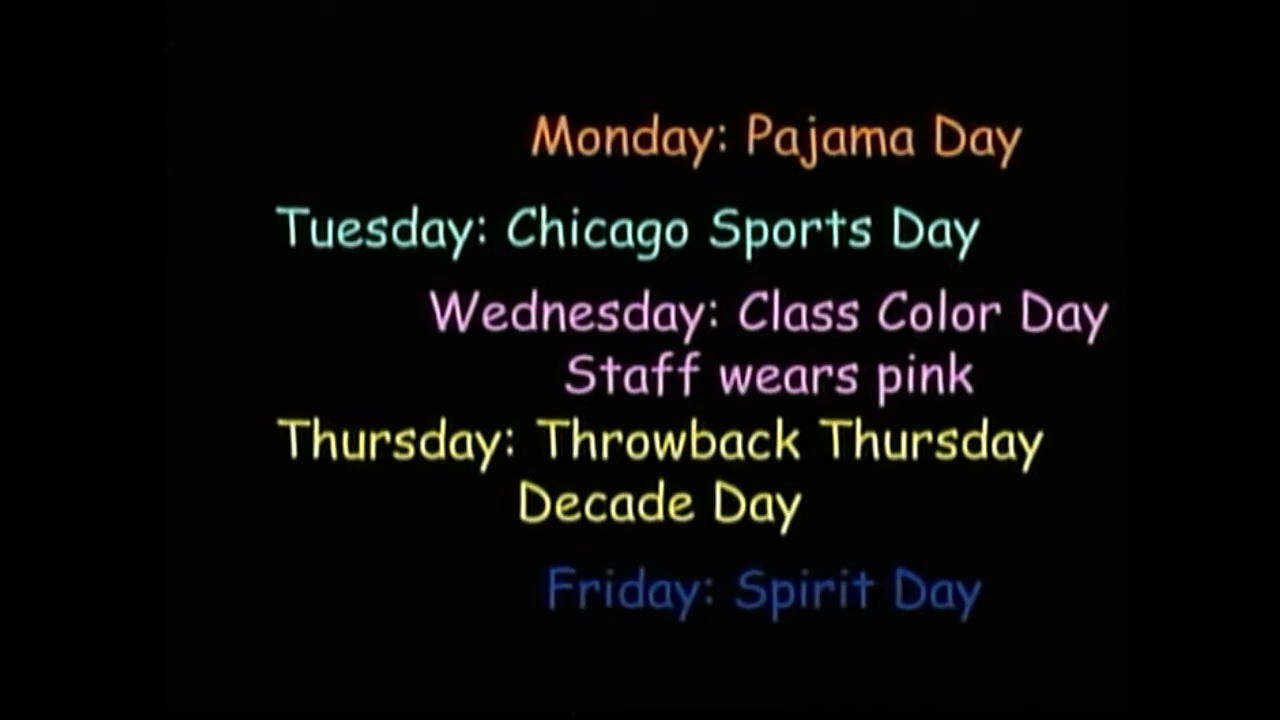 Monday: Pajama Day
Tuesday: Chicago Sports Day
Wednesday: Class Color Day
Staff wears pink
Thursday: Throwback Thursday
Decade Day
Friday: Spirit Day